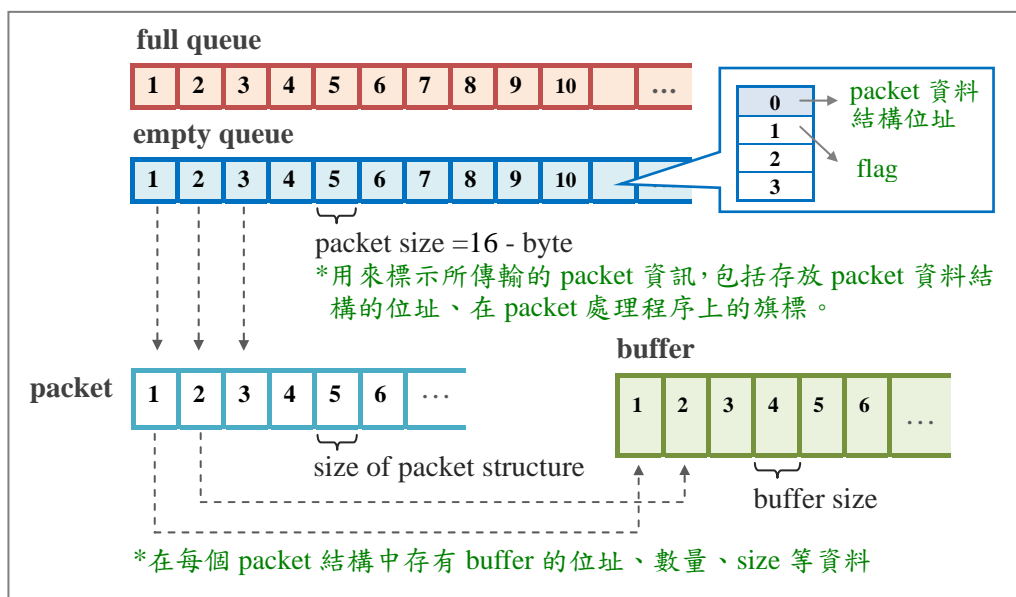 full queue
1 2 3 4 5 6 7 8 9 10 ...
empty queue
1 2 3 4 5 6 7 8 9 10
0
1
2
3
packet 資料
結構位址
flag
packet size =16 - byte
*用來標示所傳輸的 packet 資訊,包括存放 packet 資料結
構的位址、在 packet 處理程序上的旗標。
buffer
packet
1 2 3 4 5 6 ...
1 2 3 4 5 6 ...
size of packet structure
buffer size
*在每個 packet 結構中存有 buffer 的位址、數量、size 等資料